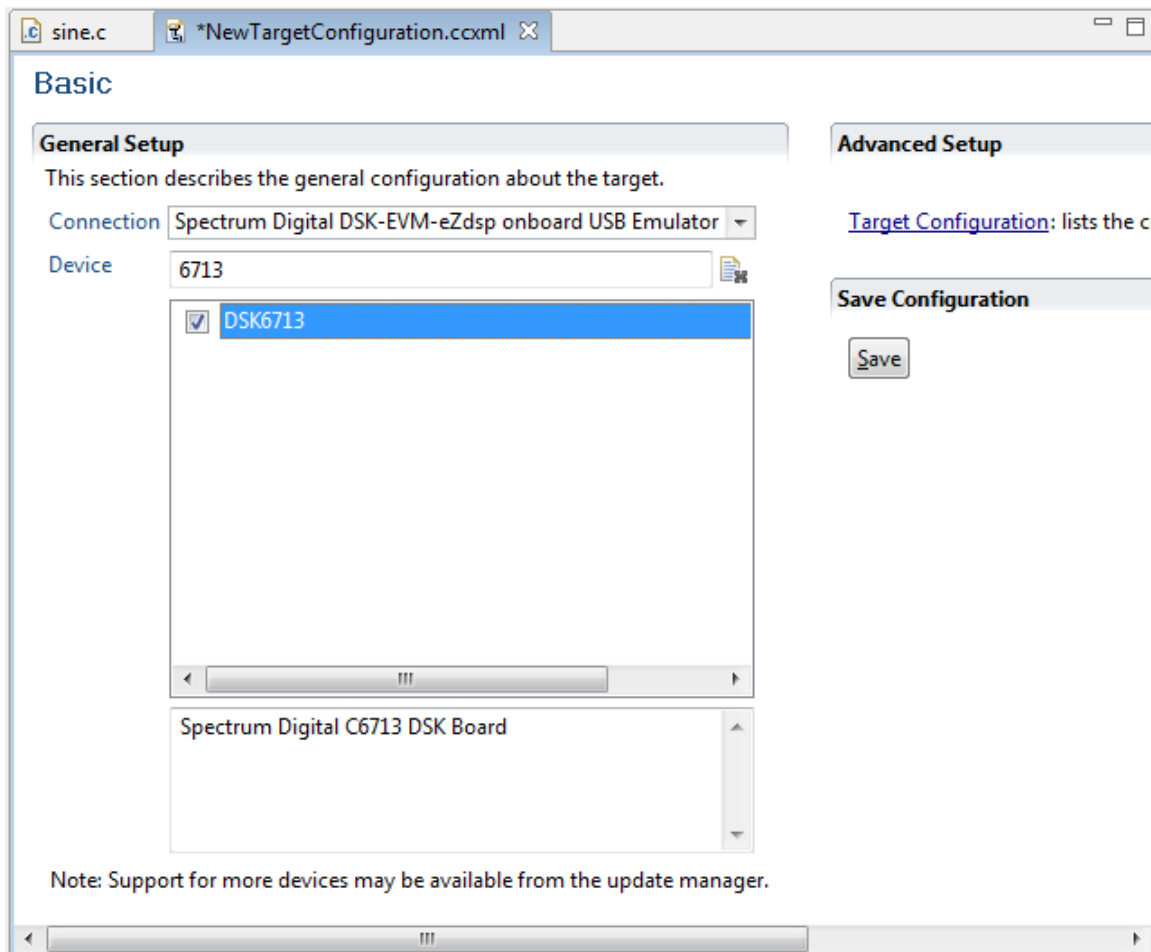 sine.c
*NewTargetConfiguration.ccxml
Basic
General Setup
This section describes the general configuration about the target.
Connection Spectrum Digital DSK-EVM-eZdsp onboard USB Emulator
Device 6713
DSK6713
Spectrum Digital C6713 DSK Board
Note: Support for more devices may be available from the update manager.
Advanced Setup
Target Configuration: lists the c
Save Configuration
Save